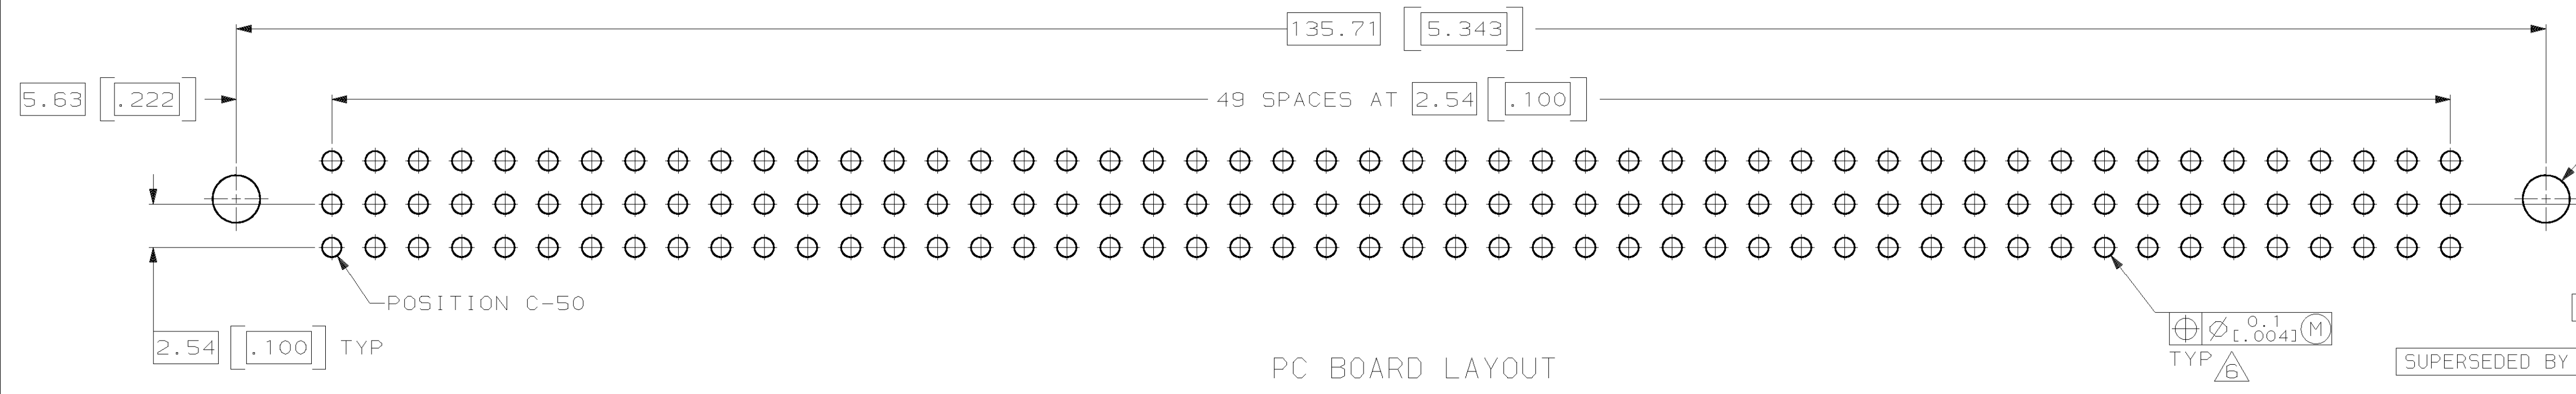 135.71 [5.343]
5.63 [.222]
49 SPACES AT 2.54 [.100]
POSITION C-50
2.54 [.100] TYP
⌖ ⌀ 0.1 [.004] Ⓜ
TYP 6
PC BOARD LAYOUT
SUPERSEDED BY